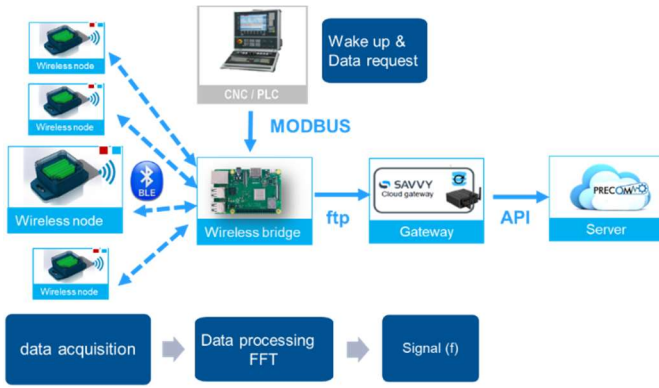 Wireless node
Wireless node
Wireless node
Wireless node
BLE
CNC / PLC
Wake up &
Data request
MODBUS
Wireless bridge
ftp
SAVVY
Cloud gateway
Gateway
API
PRECOM
Server
data acquisition
Data processing
FFT
Signal (f)